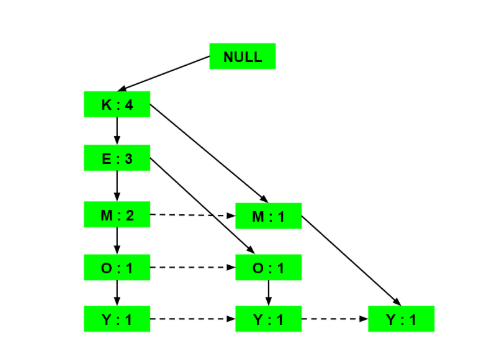 NULL
K : 4
E : 3
M : 2
M : 1
O : 1
O : 1
Y : 1
Y : 1
Y : 1